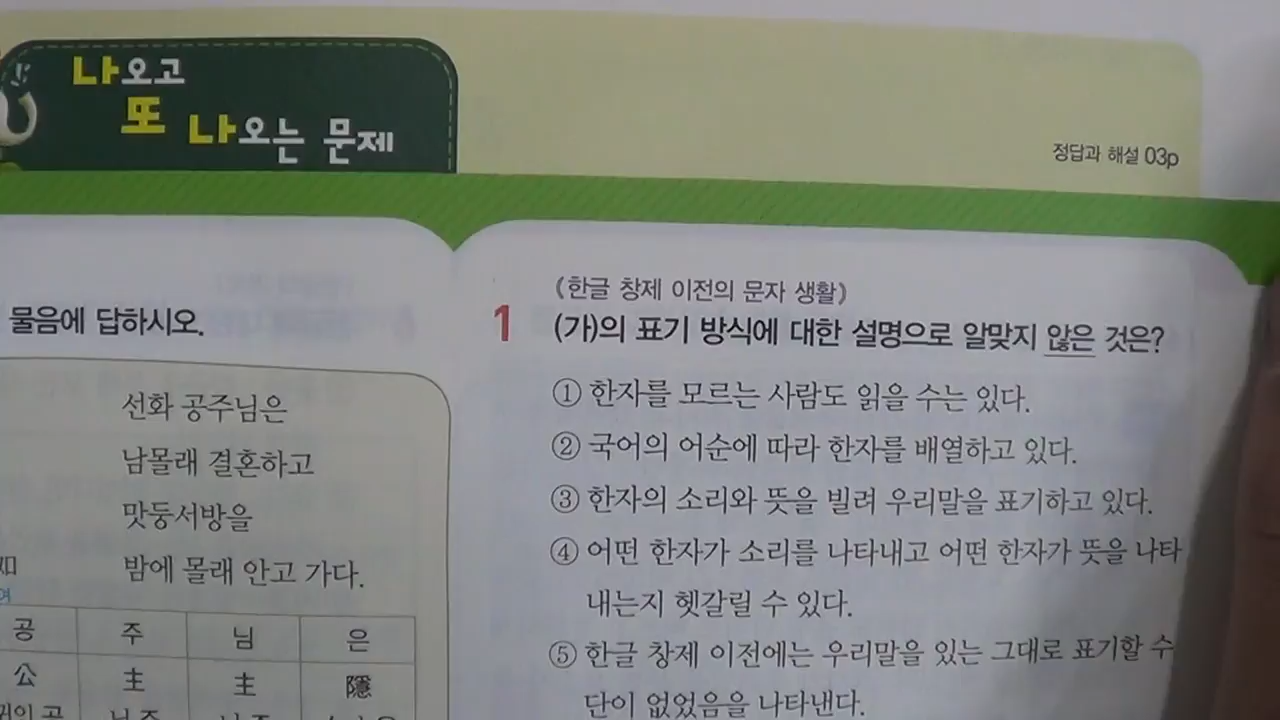 나오고
또 나오는 문제
정답과 해설 03p
물음에 답하시오.
선화 공주님은
남몰래 결혼하고
맛둥서방을
밤에 몰래 안고 가다.
공 주 님 은
公 主 主 隱
《한글 창제 이전의 문자 생활》
1 (가)의 표기 방식에 대한 설명으로 알맞지 않은 것은?
① 한자를 모르는 사람도 읽을 수는 있다.
② 국어의 어순에 따라 한자를 배열하고 있다.
③ 한자의 소리와 뜻을 빌려 우리말을 표기하고 있다.
④ 어떤 한자가 소리를 나타내고 어떤 한자가 뜻을 나타
내는지 헷갈릴 수 있다.
⑤ 한글 창제 이전에는 우리말을 있는 그대로 표기할 수
단이 없었음을 나타낸다.